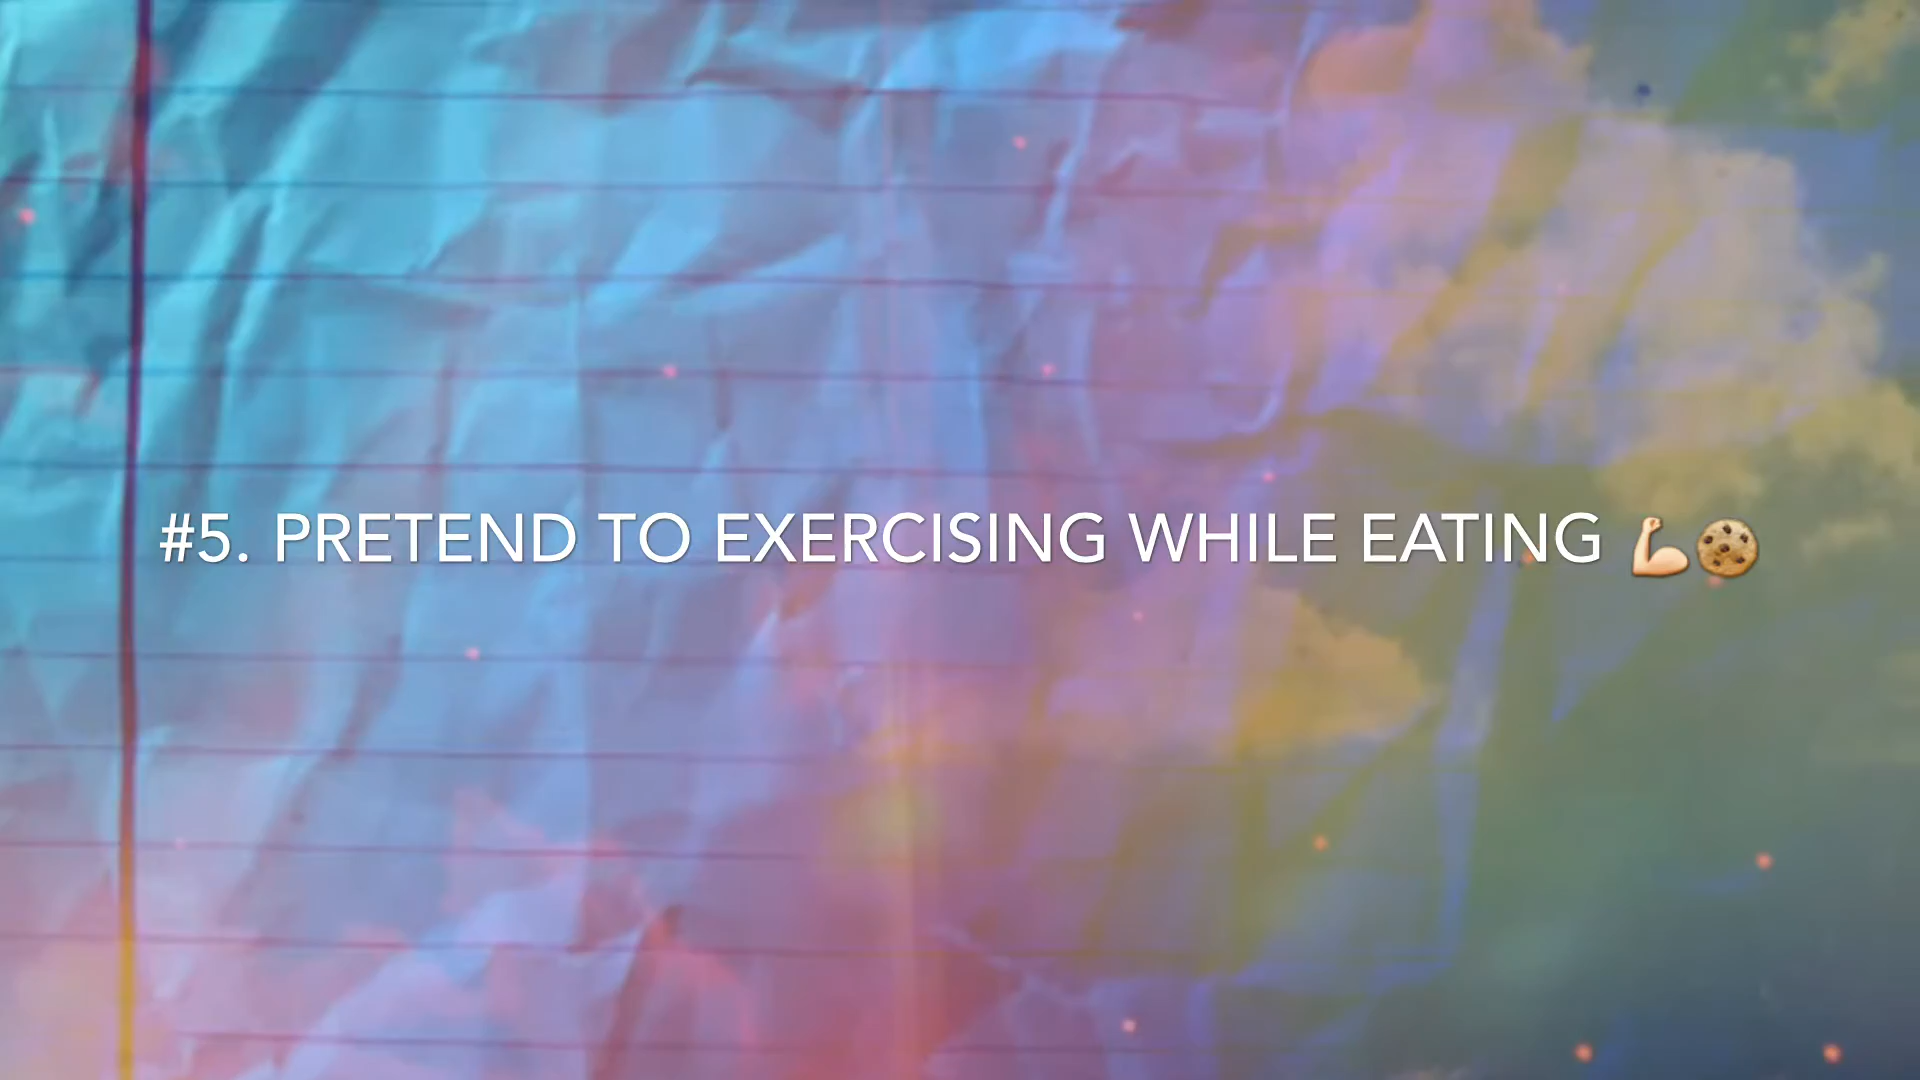 #5. PRETEND TO EXERCISING WHILE EATING 💪🏻🍪